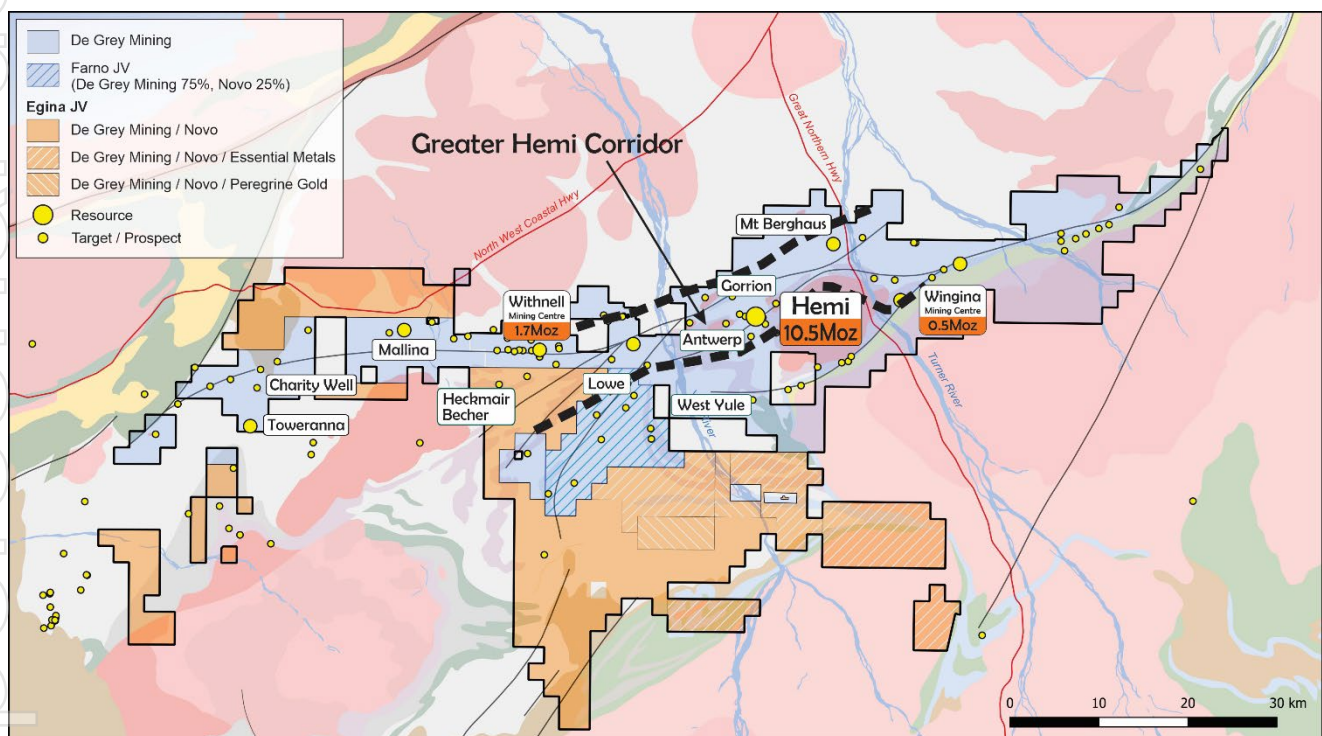 De Grey Mining
Farno JV
(De Grey Mining 75%, Novo 25%)
Egina JV
De Grey Mining / Novo
De Grey Mining / Novo / Essential Metals
De Grey Mining / Novo / Peregrine Gold
Resource
Target / Prospect
Greater Hemi Corridor
Great Northern Hwy
North West Coastal Hwy
Mt Berghaus
Gorrion
Withnell
Mining Centre
1.7Moz
Hemi
10.5Moz
Wingina
Mining Centre
0.5Moz
Antwerp
Mallina
Charity Well
Lowe
Heckmair
Becher
West Yule
Toweranna
Turner River
River
0 10 20 30 km